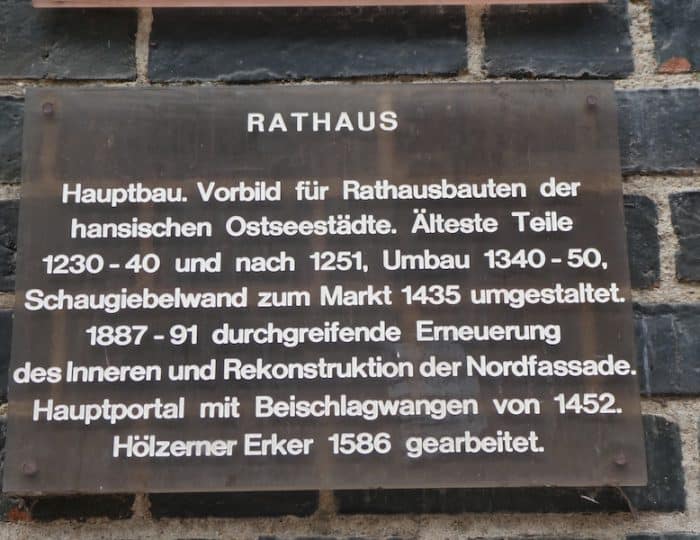 RATHAUS
Hauptbau. Vorbild für Rathausbauten der
hansischen Ostseestädte. Älteste Teile
1230-40 und nach 1251, Umbau 1340-50,
Schaugiebelwand zum Markt 1435 umgestaltet.
1887-91 durchgreifende Erneuerung
des Inneren und Rekonstruktion der Nordfassade.
Hauptportal mit Beischlagwangen von 1452.
Hölzerner Erker 1586 gearbeitet.